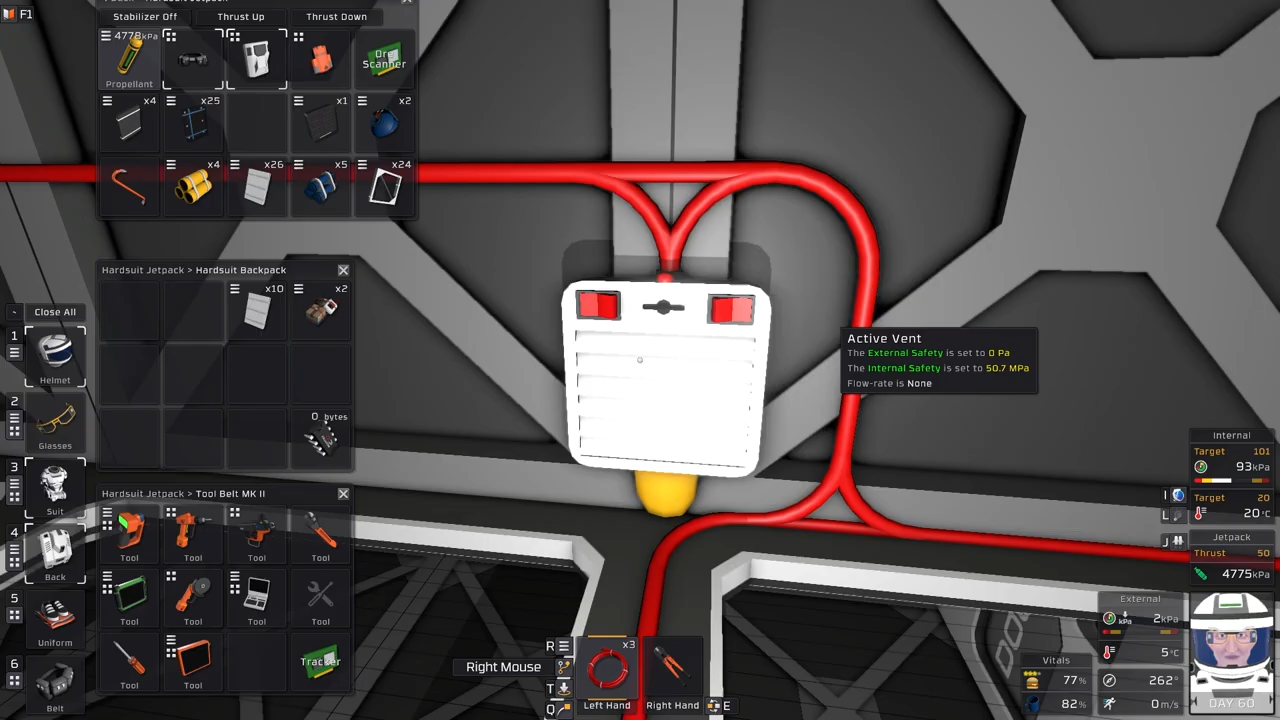 F1
Stabilizer Off
Thrust Up
Thrust Down
4778kPa
Propellant
Ore
Scanner
x4
x25
x1
x2
x4
x26
x5
x24
Hardsuit Jetpack > Hardsuit Backpack
x10
x2
0 bytes
Hardsuit Jetpack > Tool Belt MK II
Tool
Tool
Tool
Tool
Tool
Tool
Tool
Tool
Tool
Tool
Tracker
-
Close All
1
Helmet
2
Glasses
3
Suit
4
Back
5
Uniform
6
Belt
Active Vent
The External Safety is set to 0 Pa
The Internal Safety is set to 50.7 MPa
Flow-rate is None
Right Mouse
R
T
Q
x3
Left Hand
Right Hand
E
Internal
Target 101
93kPa
I
Target 20
L
20°C
J
Jetpack
Thrust 50
4775kPa
External
kPa
2kPa
5°C
Vitals
77%
262°
82%
0m/s
DAY 60